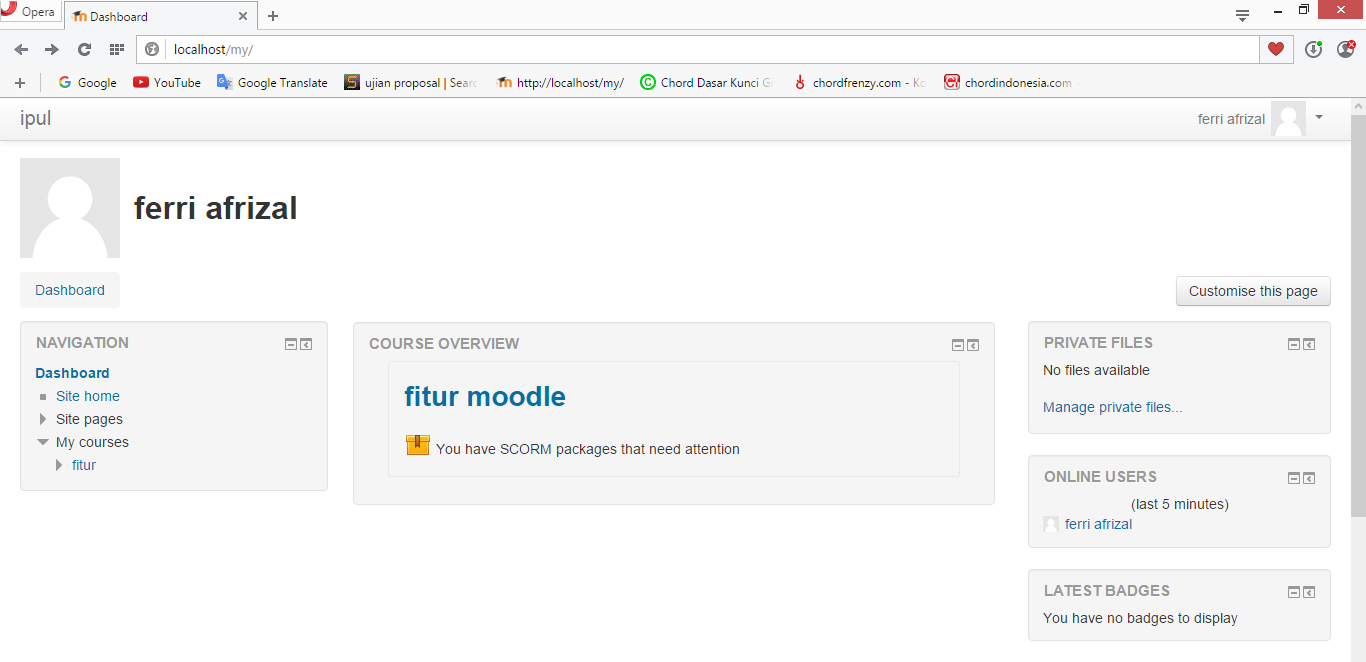 Opera
Dashboard
localhost/my/
Google YouTube Google Translate ujian proposal | Sear http://localhost/my/ Chord Dasar Kunci G chordfrenzy.com - Ko chordindonesia.com -
ipul
ferri afrizal
ferri afrizal
Dashboard
Customise this page
NAVIGATION
Dashboard
Site home
Site pages
My courses
fitur
COURSE OVERVIEW
fitur moodle
You have SCORM packages that need attention
PRIVATE FILES
No files available
Manage private files...
ONLINE USERS
(last 5 minutes)
ferri afrizal
LATEST BADGES
You have no badges to display